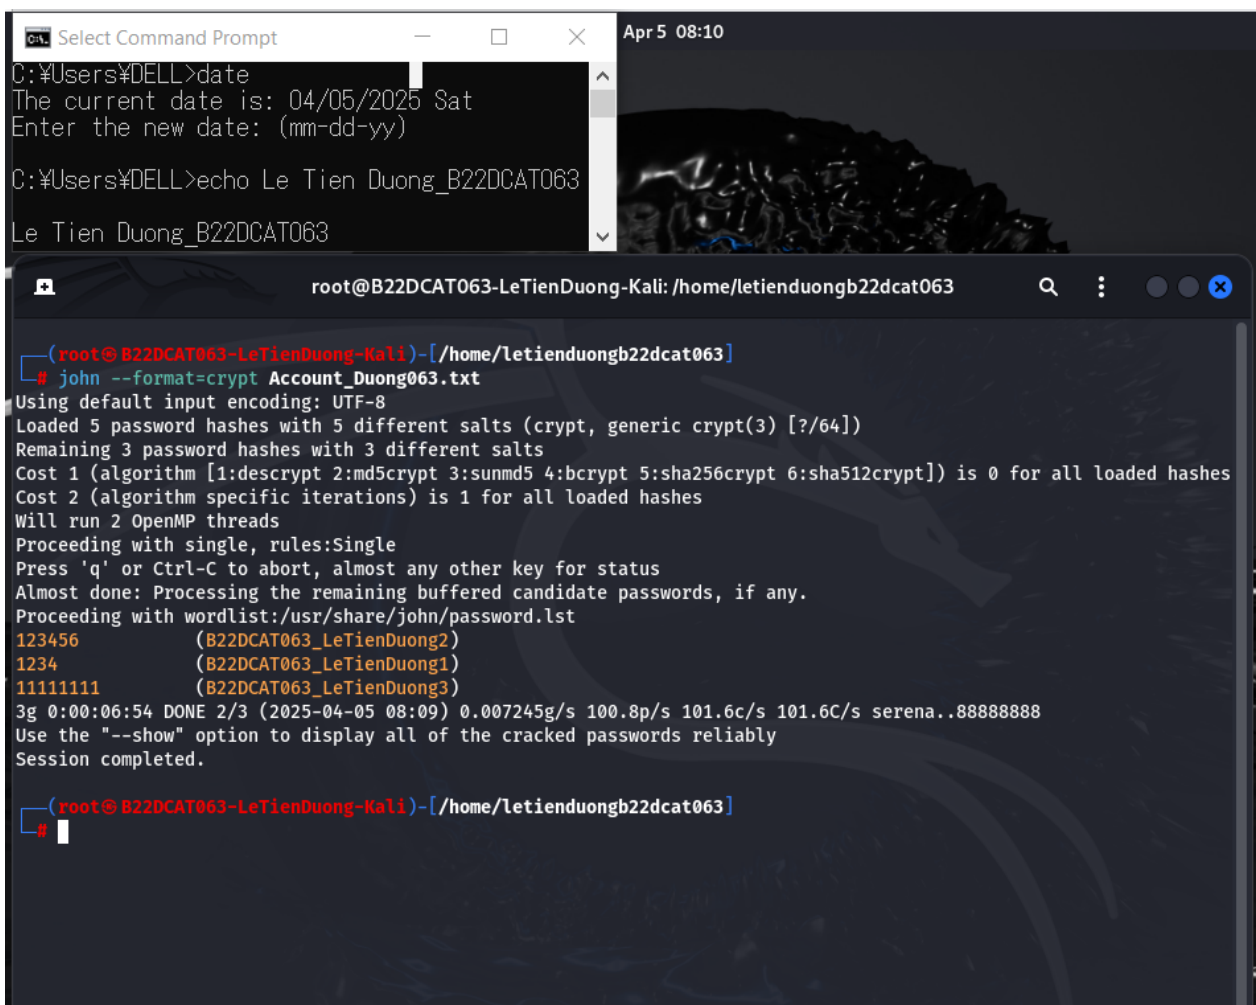 Select Command Prompt
Apr 5 08:10
C:¥Users¥DELL>date
The current date is: 04/05/2025 Sat
Enter the new date: (mm-dd-yy)
C:¥Users¥DELL>echo Le Tien Duong_B22DCAT063
Le Tien Duong_B22DCAT063
root@B22DCAT063-LeTienDuong-Kali: /home/letienduongb22dcat063
┌──(root㉿B22DCAT063-LeTienDuong-Kali)-[/home/letienduongb22dcat063]
└─# john --format=crypt Account_Duong063.txt
Using default input encoding: UTF-8
Loaded 5 password hashes with 5 different salts (crypt, generic crypt(3) [?/64])
Remaining 3 password hashes with 3 different salts
Cost 1 (algorithm [1:descrypt 2:md5crypt 3:sunmd5 4:bcrypt 5:sha256crypt 6:sha512crypt]) is 0 for all loaded hashes
Cost 2 (algorithm specific iterations) is 1 for all loaded hashes
Will run 2 OpenMP threads
Proceeding with single, rules:Single
Press 'q' or Ctrl-C to abort, almost any other key for status
Almost done: Processing the remaining buffered candidate passwords, if any.
Proceeding with wordlist:/usr/share/john/password.lst
123456           (B22DCAT063_LeTienDuong2)
1234             (B22DCAT063_LeTienDuong1)
11111111         (B22DCAT063_LeTienDuong3)
3g 0:00:06:54 DONE 2/3 (2025-04-05 08:09) 0.007245g/s 100.8p/s 101.6c/s 101.6C/s serena..88888888
Use the "--show" option to display all of the cracked passwords reliably
Session completed.
┌──(root㉿B22DCAT063-LeTienDuong-Kali)-[/home/letienduongb22dcat063]
└─#